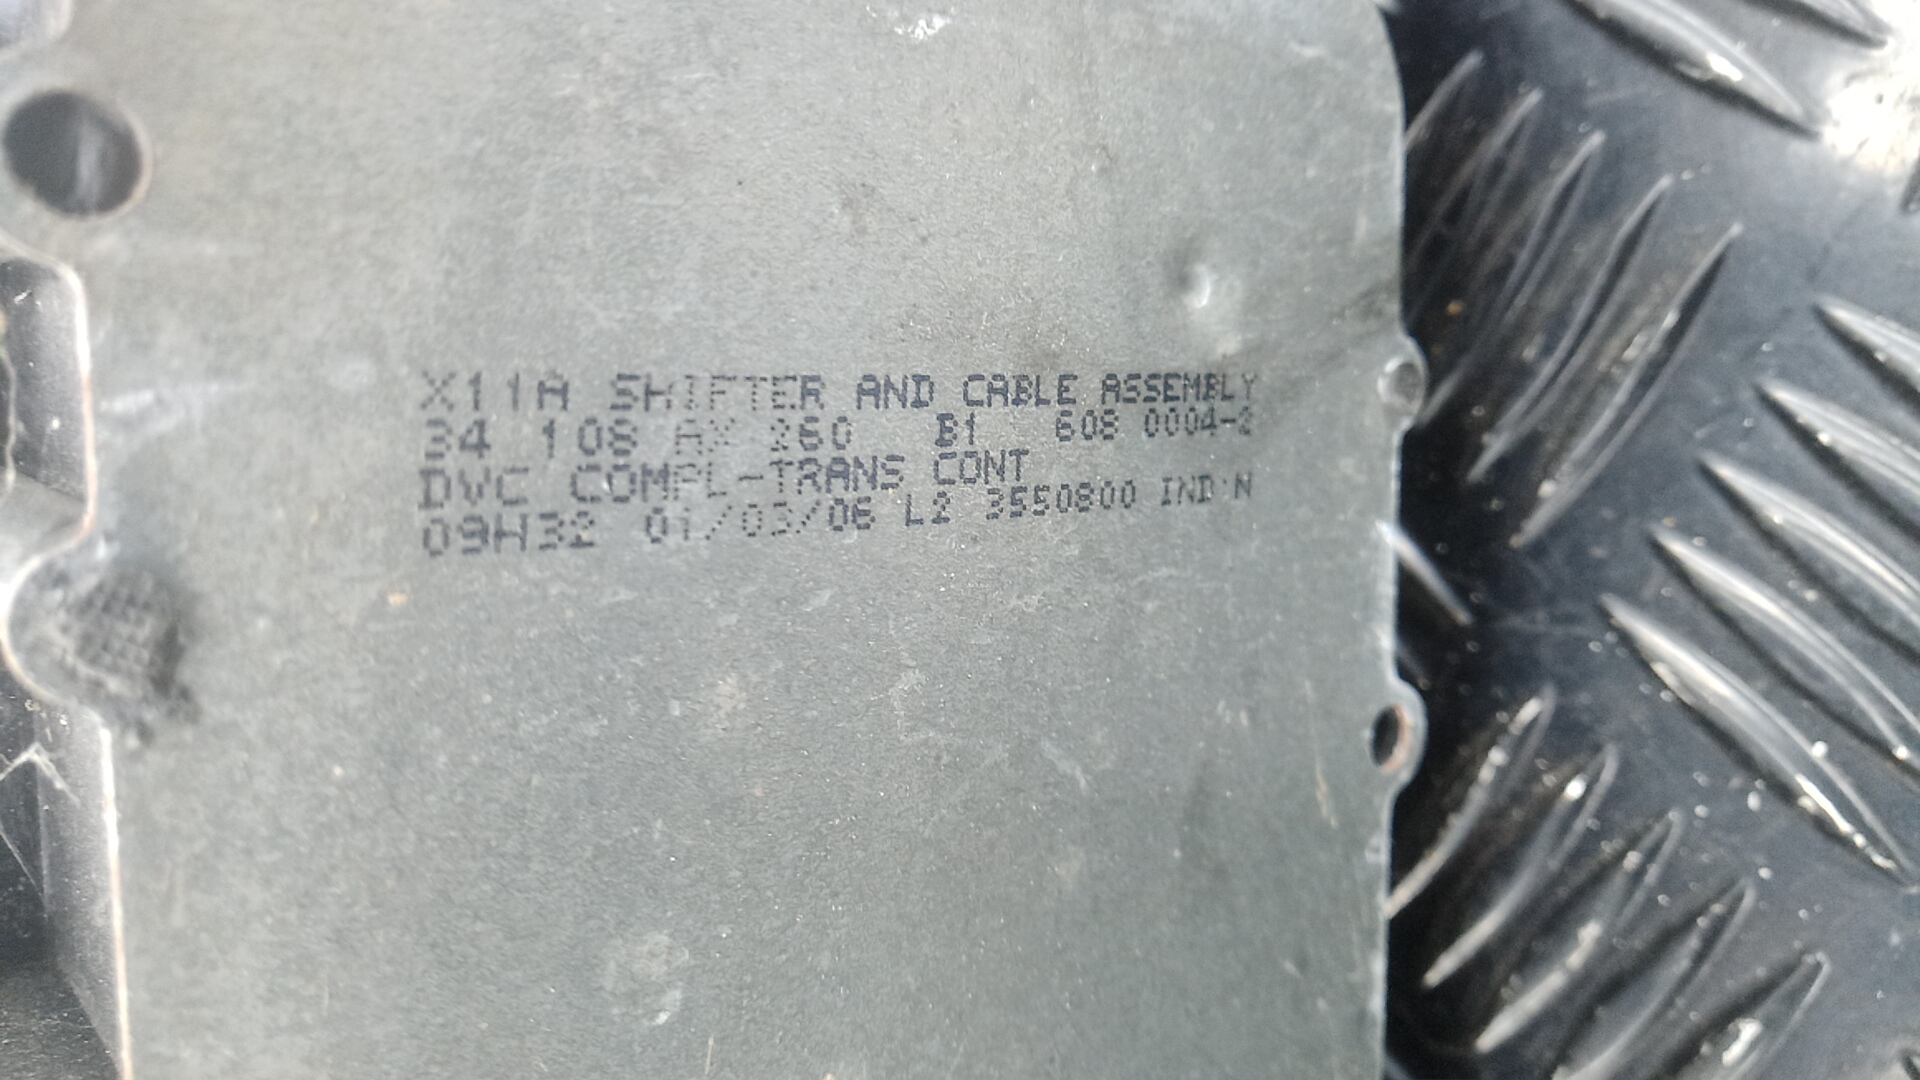 X11A SHIFTER AND CABLE ASSEMBLY
34 108 AX 260 B1 608 0004-2
DVC COMPL-TRANS CONT
09H32 01/03/06 L2 3550800 IND:N